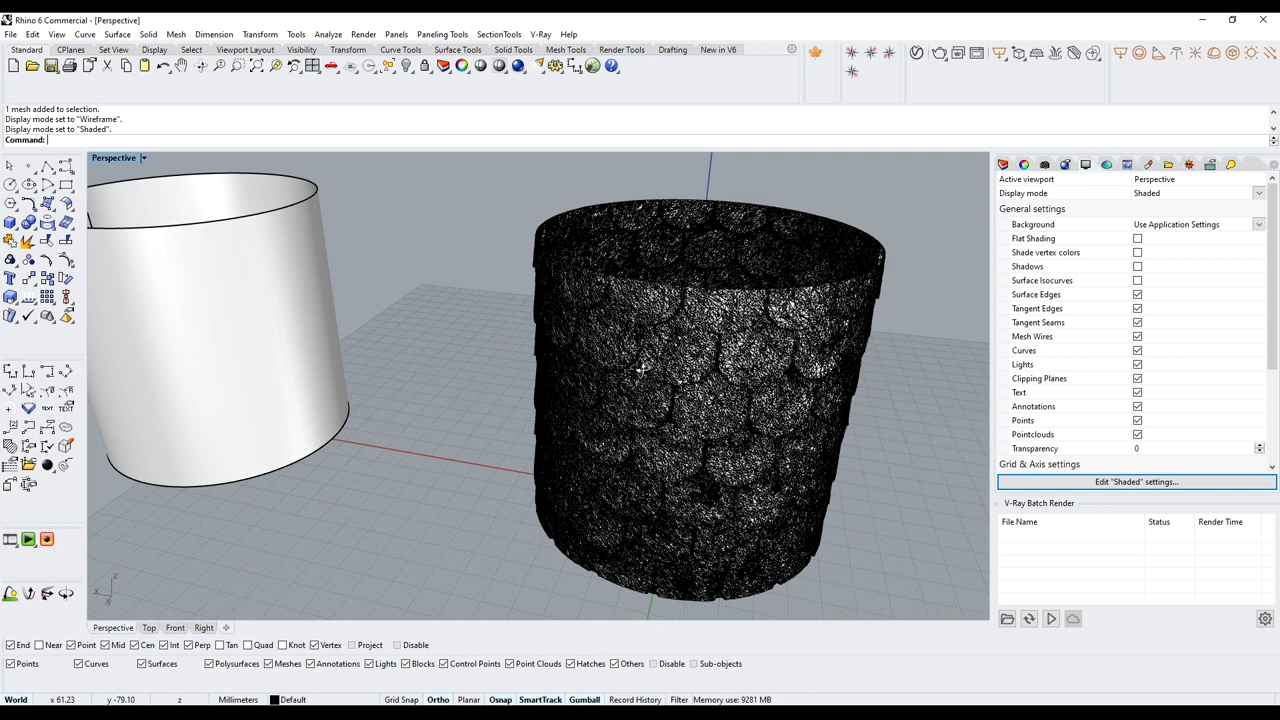 Rhino 6 Commercial - [Perspective]
File Edit View Curve Surface Solid Mesh Dimension Transform Tools Analyze Render Panels Paneling Tools SectionTools V-Ray Help
Standard CPlanes Set View Display Select Viewport Layout Visibility Transform Curve Tools Surface Tools Solid Tools Mesh Tools Render Tools Drafting New in V6
1 mesh added to selection.
Display mode set to "Wireframe".
Display mode set to "Shaded".
Command:
Perspective
Active viewport Perspective
Display mode Shaded
General settings
Background Use Application Settings
Flat Shading
Shade vertex colors
Shadows
Surface Isocurves
Surface Edges
Tangent Edges
Tangent Seams
Mesh Wires
Curves
Lights
Clipping Planes
Text
Annotations
Points
Pointclouds
Transparency 0
Grid & Axis settings
Edit "Shaded" settings...
V-Ray Batch Render
File Name Status Render Time
TEXT TEXT
z
x
Perspective Top Front Right
End Near Point Mid Cen Int Perp Tan Quad Knot Vertex Project Disable
Points Curves Surfaces Polysurfaces Meshes Annotations Lights Blocks Control Points Point Clouds Hatches Others Disable Sub-objects
World x 61.23 y -79.10 z Millimeters Default Grid Snap Ortho Planar Osnap SmartTrack Gumball Record History Filter Memory use: 9281 MB